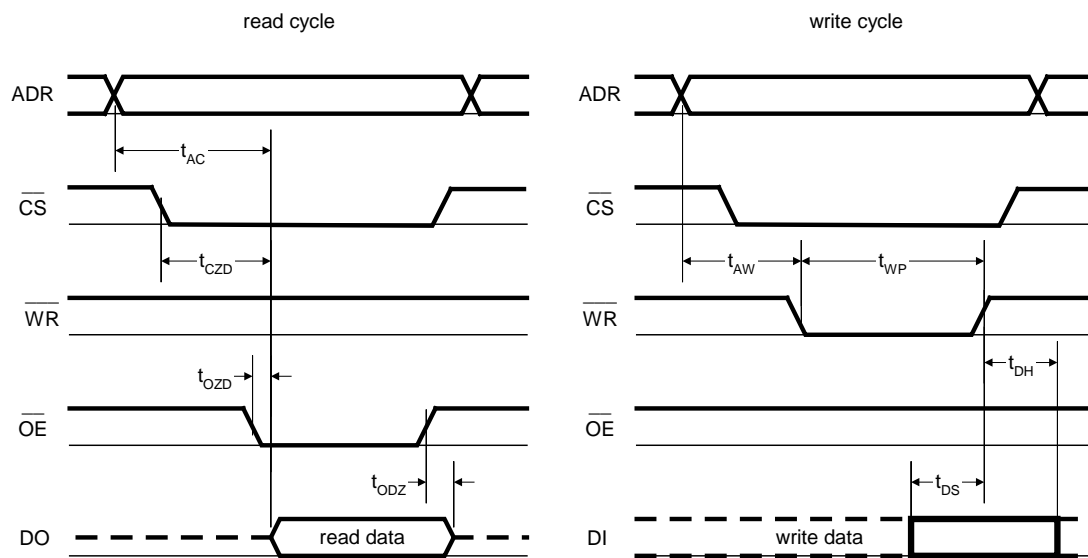 read cycle
write cycle
ADR
ADR
t_AC
CS
CS
t_CZD
t_AW
t_WP
WR
WR
t_OZD
t_DH
OE
OE
t_ODZ
t_DS
DO
read data
DI
write data